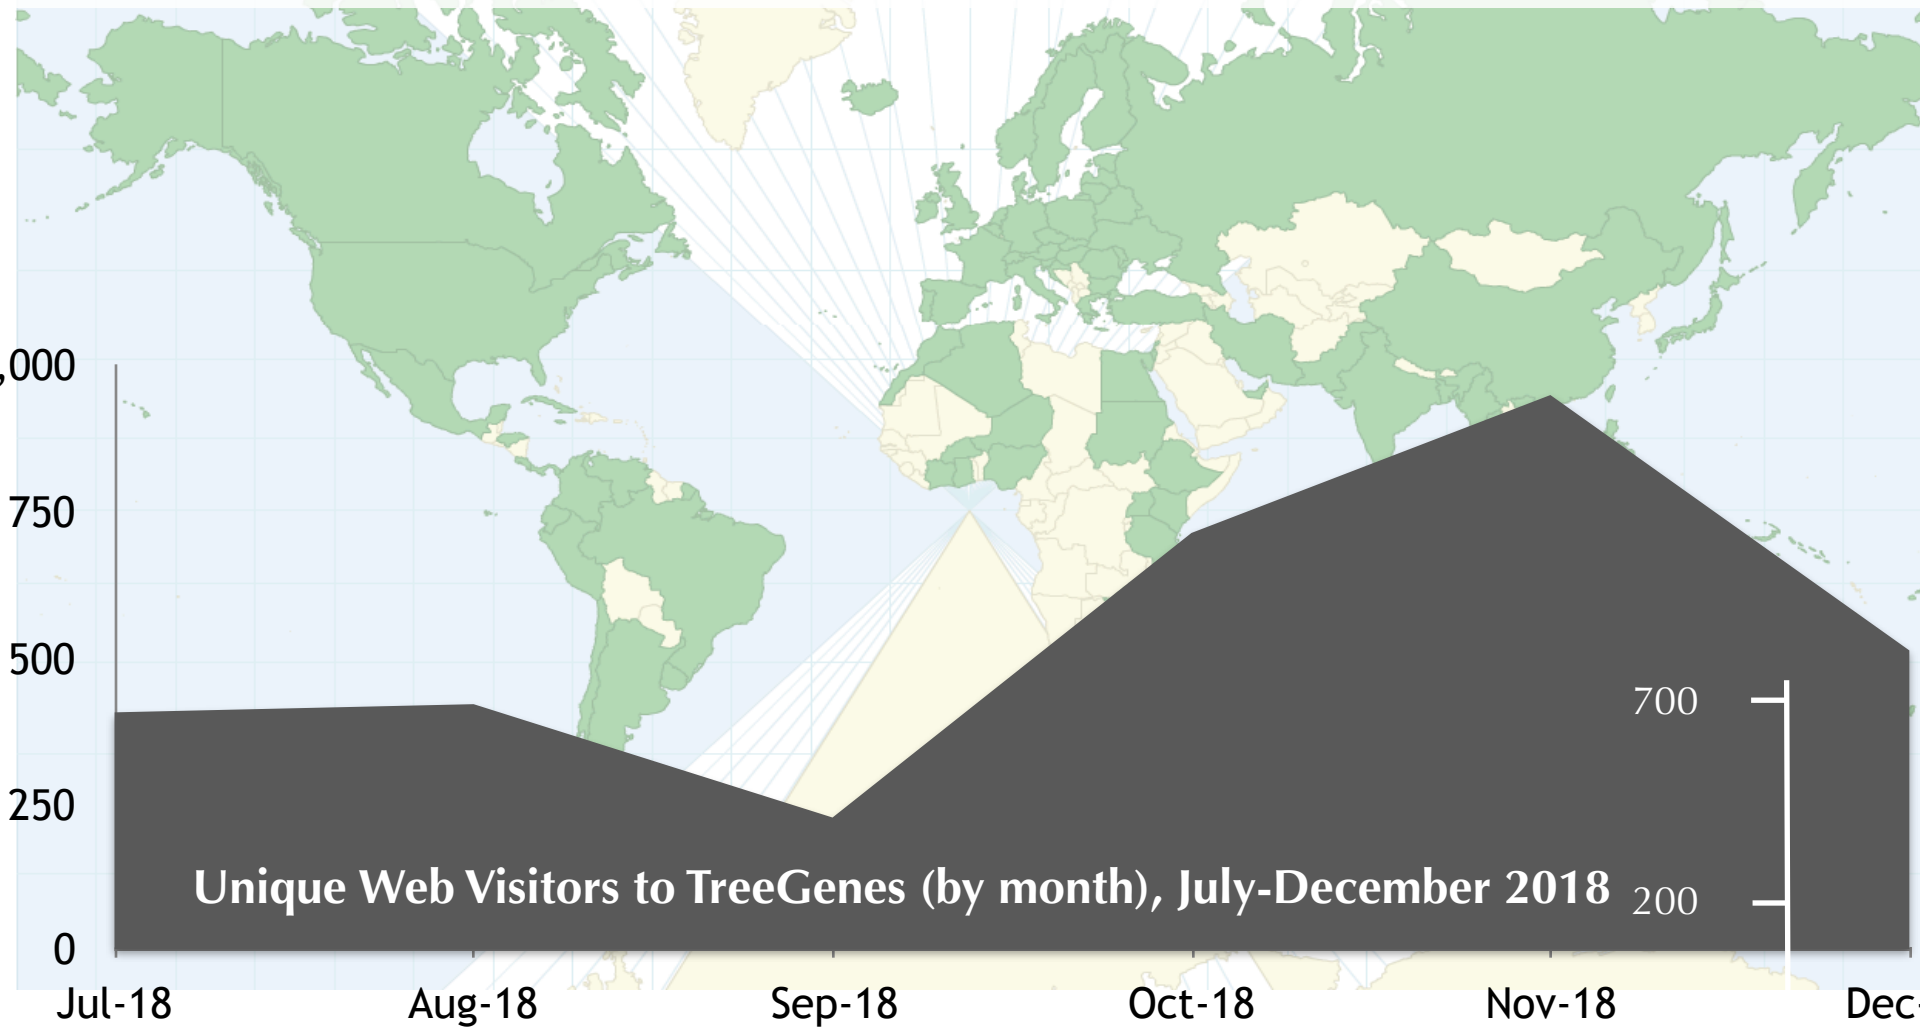 ,000
750
500
250
0
700
200
Unique Web Visitors to TreeGenes (by month), July-December 2018
Jul-18
Aug-18
Sep-18
Oct-18
Nov-18
Dec-